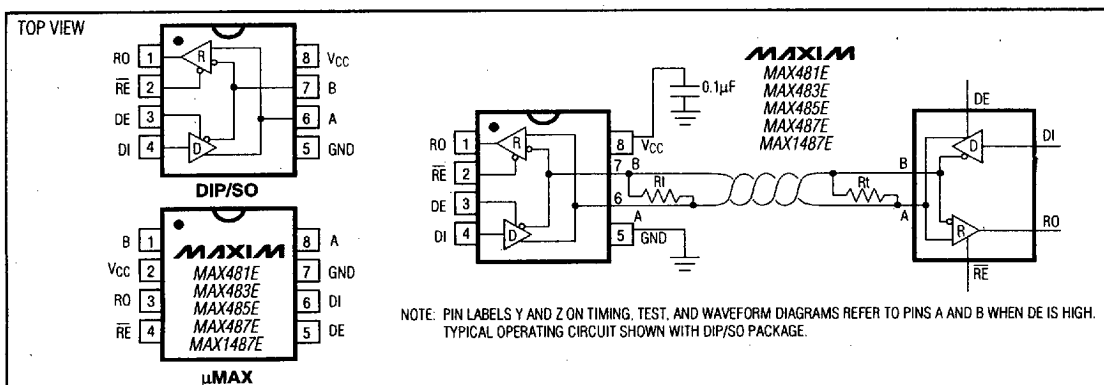 TOP VIEW
RO 1
RE 2
DE 3
DI 4
8 VCC
7 B
6 A
5 GND
R
D
DIP/SO
B 1
VCC 2
RO 3
RE 4
8 A
7 GND
6 DI
5 DE
MAXIM
MAX481E
MAX483E
MAX485E
MAX487E
MAX1487E
µMAX
MAXIM
MAX481E
MAX483E
MAX485E
MAX487E
MAX1487E
0.1µF
RO 1
RE 2
DE 3
DI 4
R
D
8 VCC
7 B
6 A
5 GND
Rt
Rt
B
A
DE
DI
D
R
RO
RE
NOTE: PIN LABELS Y AND Z ON TIMING, TEST, AND WAVEFORM DIAGRAMS REFER TO PINS A AND B WHEN DE IS HIGH.
TYPICAL OPERATING CIRCUIT SHOWN WITH DIP/SO PACKAGE.